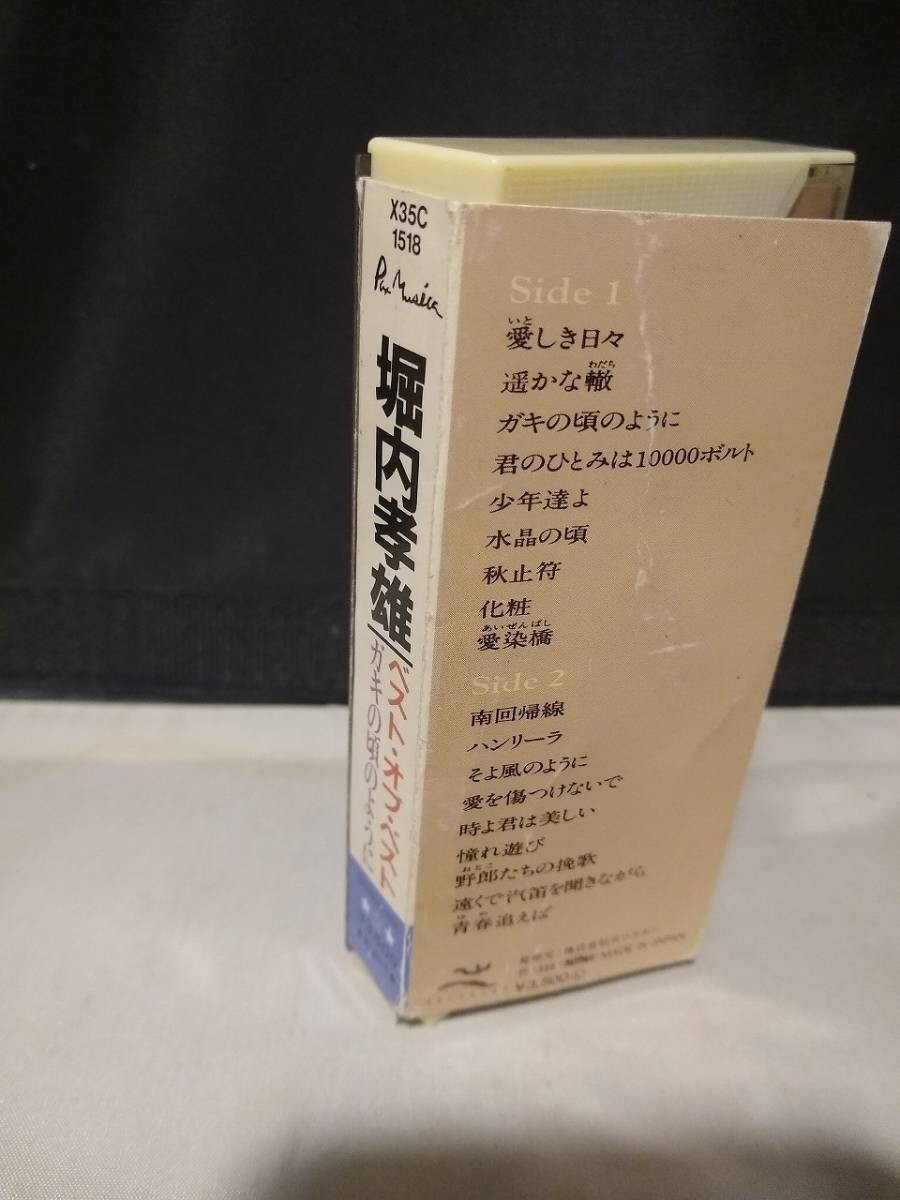 X35C
1518
Pax Musica
堀内孝雄/ベスト・オブ・ベスト
ガキの頃のように
Side 1
いと
愛しき日々
わだち
遥かな轍
ガキの頃のように
君のひとみは10000ボルト
少年達よ
水晶の頃
秋止符
化粧
あいぜんばし
愛染橋
Side 2
南回帰線
ハンリーラ
そよ風のように
愛を傷つけないで
時よ君は美しい
憧れ遊び
おとこ
野郎たちの挽歌
遠くで汽笛を聞きながら
ゆめ
青春追えば
MADE IN JAPAN